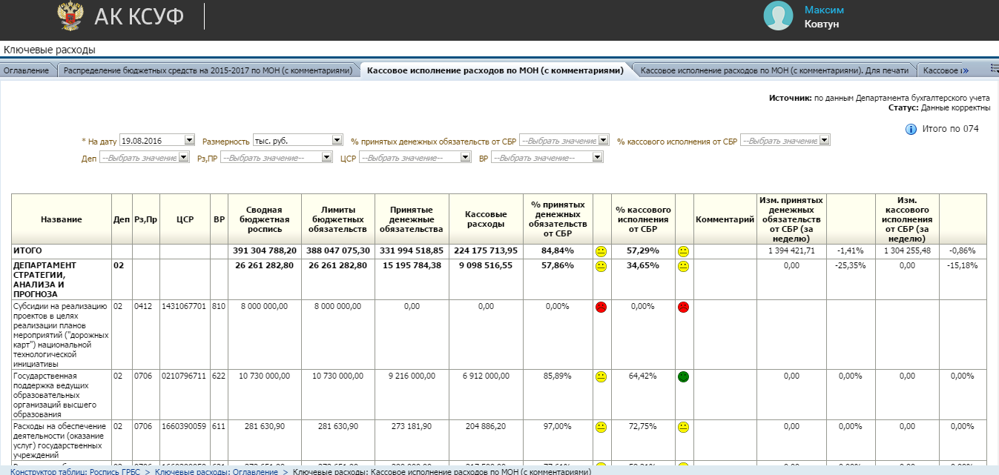 АК КСУФ
Максим
Ковтун
Ключевые расходы
Оглавление Распределение бюджетных средств на 2015-2017 по МОН (с комментариями) Кассовое исполнение расходов по МОН (с комментариями) Кассовое исполнение расходов по МОН (с комментариями). Для печати Кассовое »
Источник: по данным Департамента бухгалтерского учета
Статус: Данные корректны
Итого по 074
* На дату 19.08.2016 Размерность тыс. руб. % принятых денежных обязательств от СБР --Выбрать значение % кассового исполнения от СБР --Выбрать значение
Деп --Выбрать значение Рз,ПР --Выбрать значение-- ЦСР --Выбрать значение-- ВР --Выбрать значение--
Название Деп Рз,Пр ЦСР ВР Сводная бюджетная роспись Лимиты бюджетных обязательств Принятые денежные обязательства Кассовые расходы % принятых денежных обязательств от СБР % кассового исполнения от СБР Комментарий Изм. принятых денежных обязательств от СБР (за неделю) Изм. кассового исполнения от СБР (за неделю)
ИТОГО 391 304 788,20 388 047 075,30 331 994 518,85 224 175 713,95 84,84% 57,29% 1 394 421,71 -1,41% 1 304 255,48 -0,86%
ДЕПАРТАМЕНТ 02 26 261 282,80 26 261 282,80 15 195 784,38 9 098 516,55 57,86% 34,65% 0,00 -25,35% 0,00 -15,18%
СТРАТЕГИИ,
АНАЛИЗА И
ПРОГНОЗА
Субсидии на реализацию 02 0412 1431067701 810 8 000 000,00 8 000 000,00 0,00 0,00 0,00% 0,00%
проектов в целях
реализации планов
мероприятий ("дорожных
карт") национальной
технологической
инициативы
Государственная 02 0706 0210796711 622 10 730 000,00 10 730 000,00 9 216 000,00 6 912 000,00 85,89% 64,42% 0,00 0,00% 0,00 0,00%
поддержка ведущих
образовательных
организаций высшего
образования
Расходы на обеспечение 02 0706 1660390059 611 281 630,90 281 630,90 273 181,90 204 886,20 97,00% 72,75% 0,00 0,00% 0,00 0,00%
деятельности (оказание
услуг) государственных
учреждений
Конструктор таблиц: Роспись ГРБС > Ключевые расходы: Оглавление > Ключевые расходы: Кассовое исполнение расходов по МОН (с комментариями)